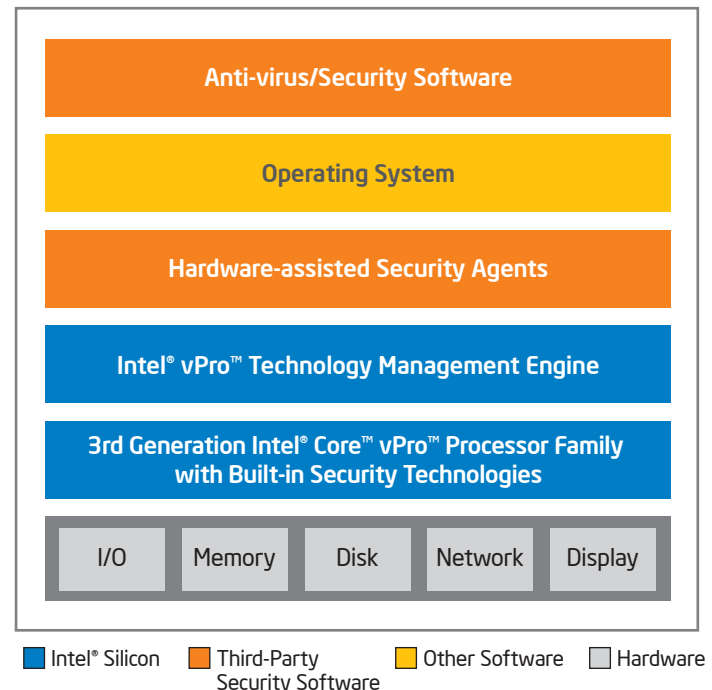 Anti-virus/Security Software
Operating System
Hardware-assisted Security Agents
Intel® vPro™ Technology Management Engine
3rd Generation Intel® Core™ vPro™ Processor Family
with Built-in Security Technologies
I/O Memory Disk Network Display
Intel® Silicon Third-Party Other Software Hardware
Security Software